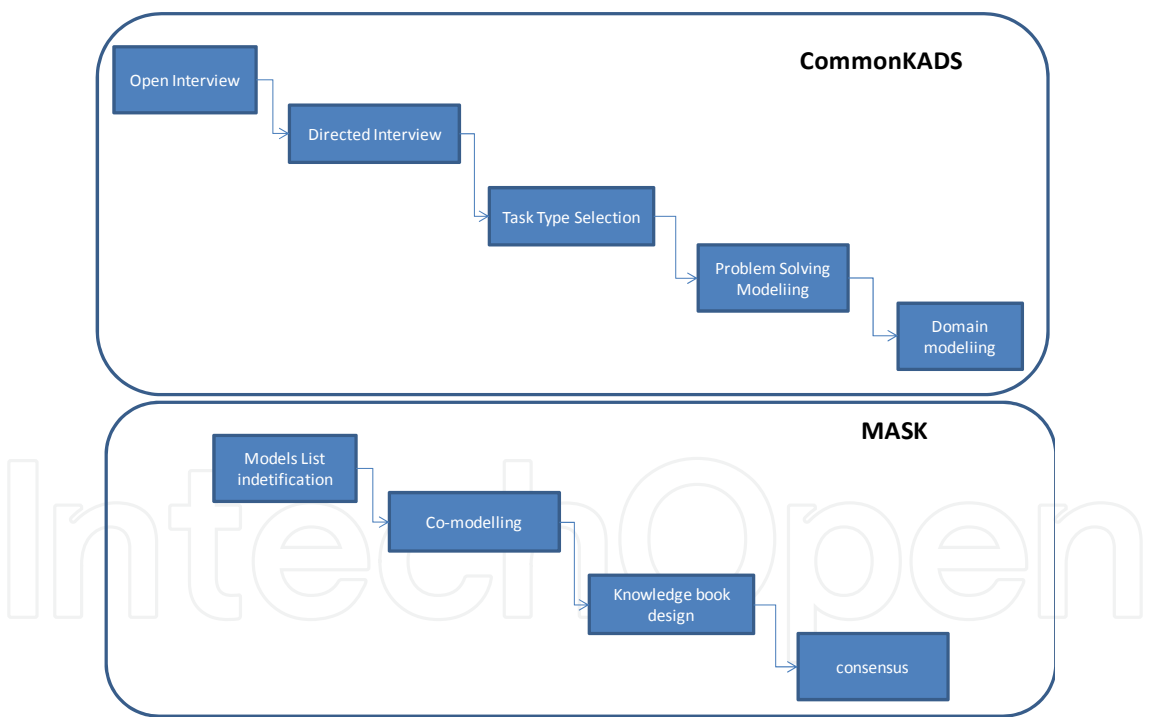 CommonKADS
Open Interview
Directed Interview
Task Type Selection
Problem Solving
Modeliing
Domain
modeliing
MASK
Models List
indetification
Co-modelling
Knowledge book
design
consensus
IntechOpen